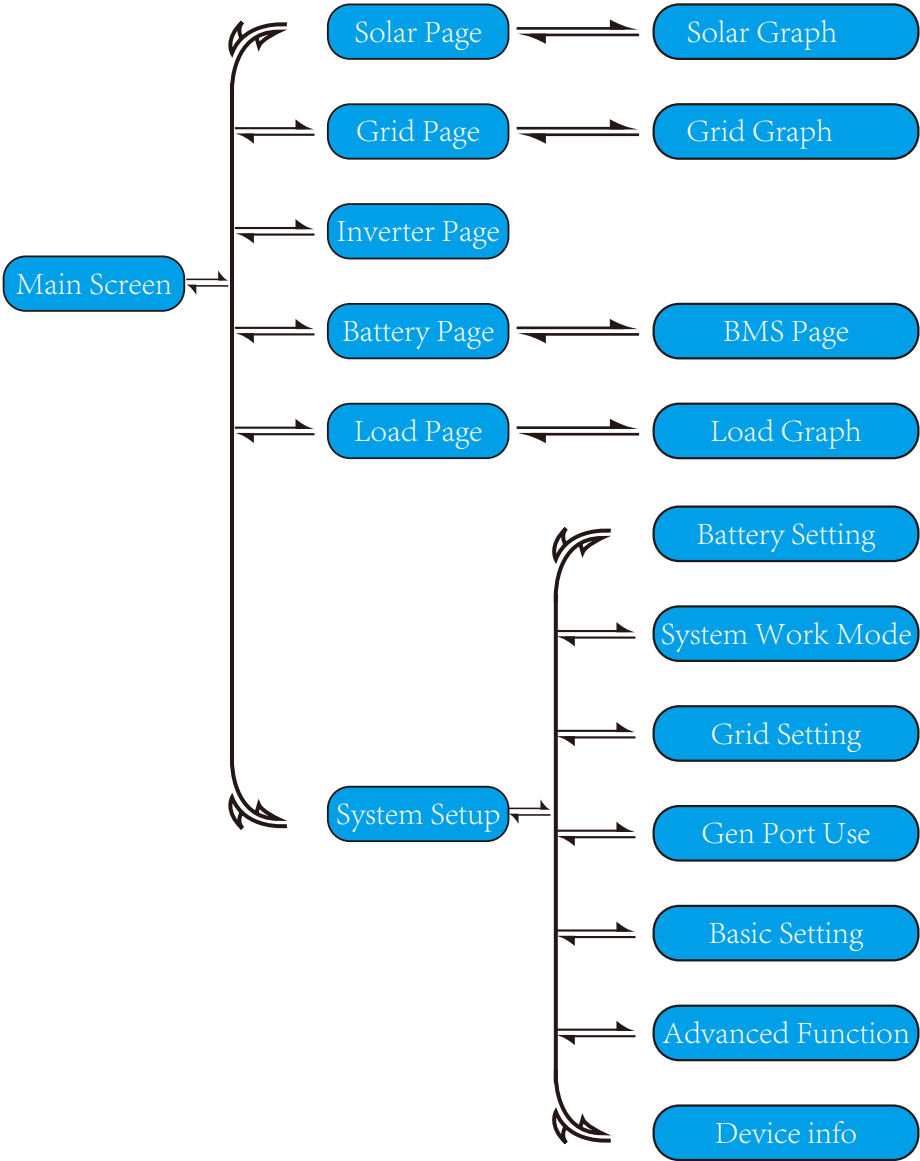 Solar Page
Solar Graph
Grid Page
Grid Graph
Inverter Page
Main Screen
Battery Page
BMS Page
Load Page
Load Graph
Battery Setting
System Work Mode
Grid Setting
System Setup
Gen Port Use
Basic Setting
Advanced Function
Device info